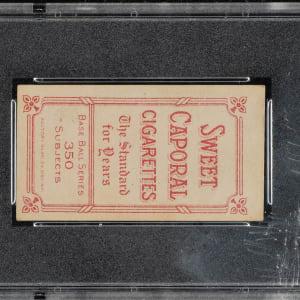 SWEET
CAPORAL
CIGARETTES
The Standard
for Years
BASE BALL SERIES
350
SUBJECTS